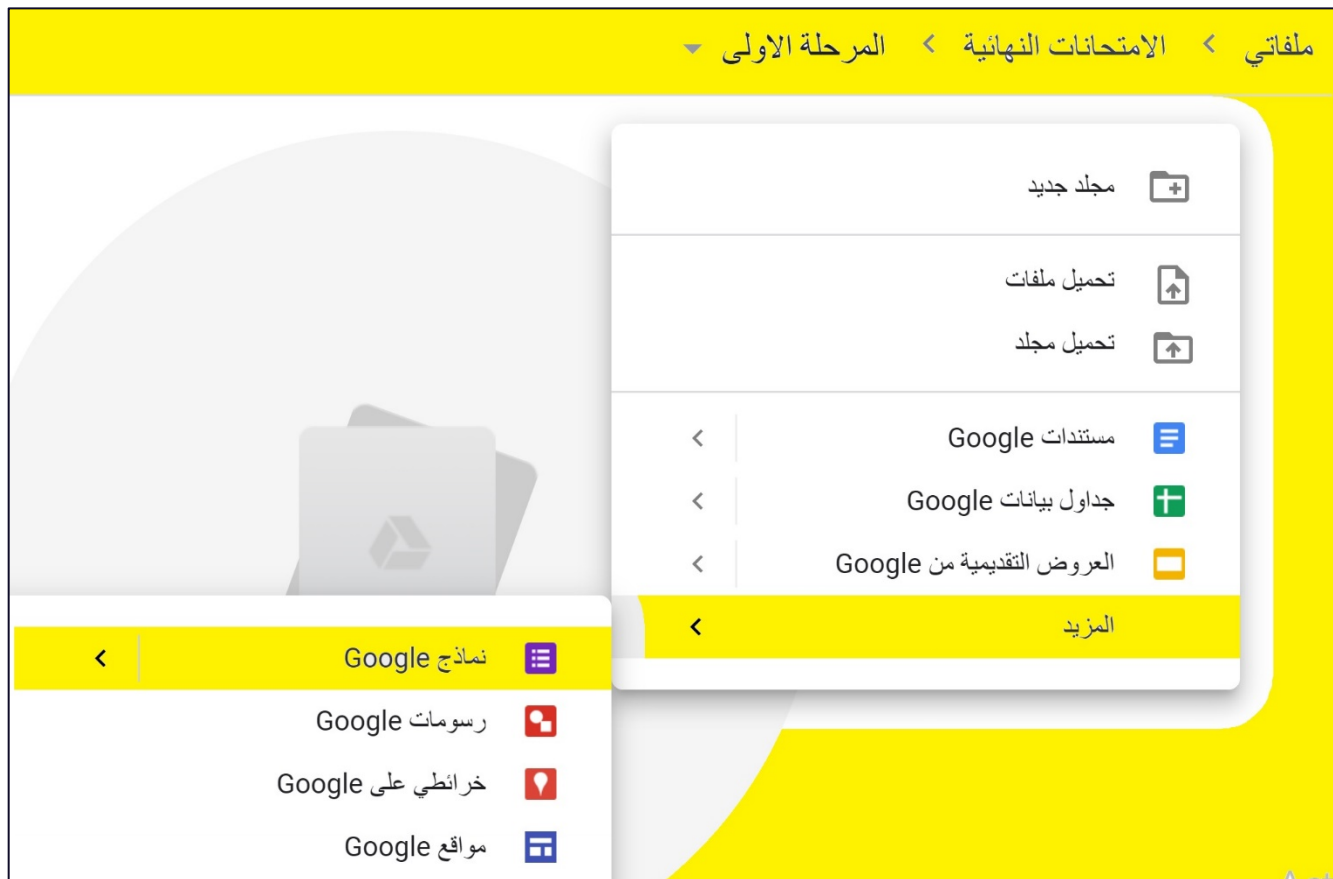 ملفاتي > الامتحانات النهائية > المرحلة الاولى
مجلد جديد
تحميل ملفات
تحميل مجلد
مستندات Google
جداول بيانات Google
العروض التقديمية من Google
المزيد
نماذج Google
رسومات Google
خرائطي على Google
مواقع Google